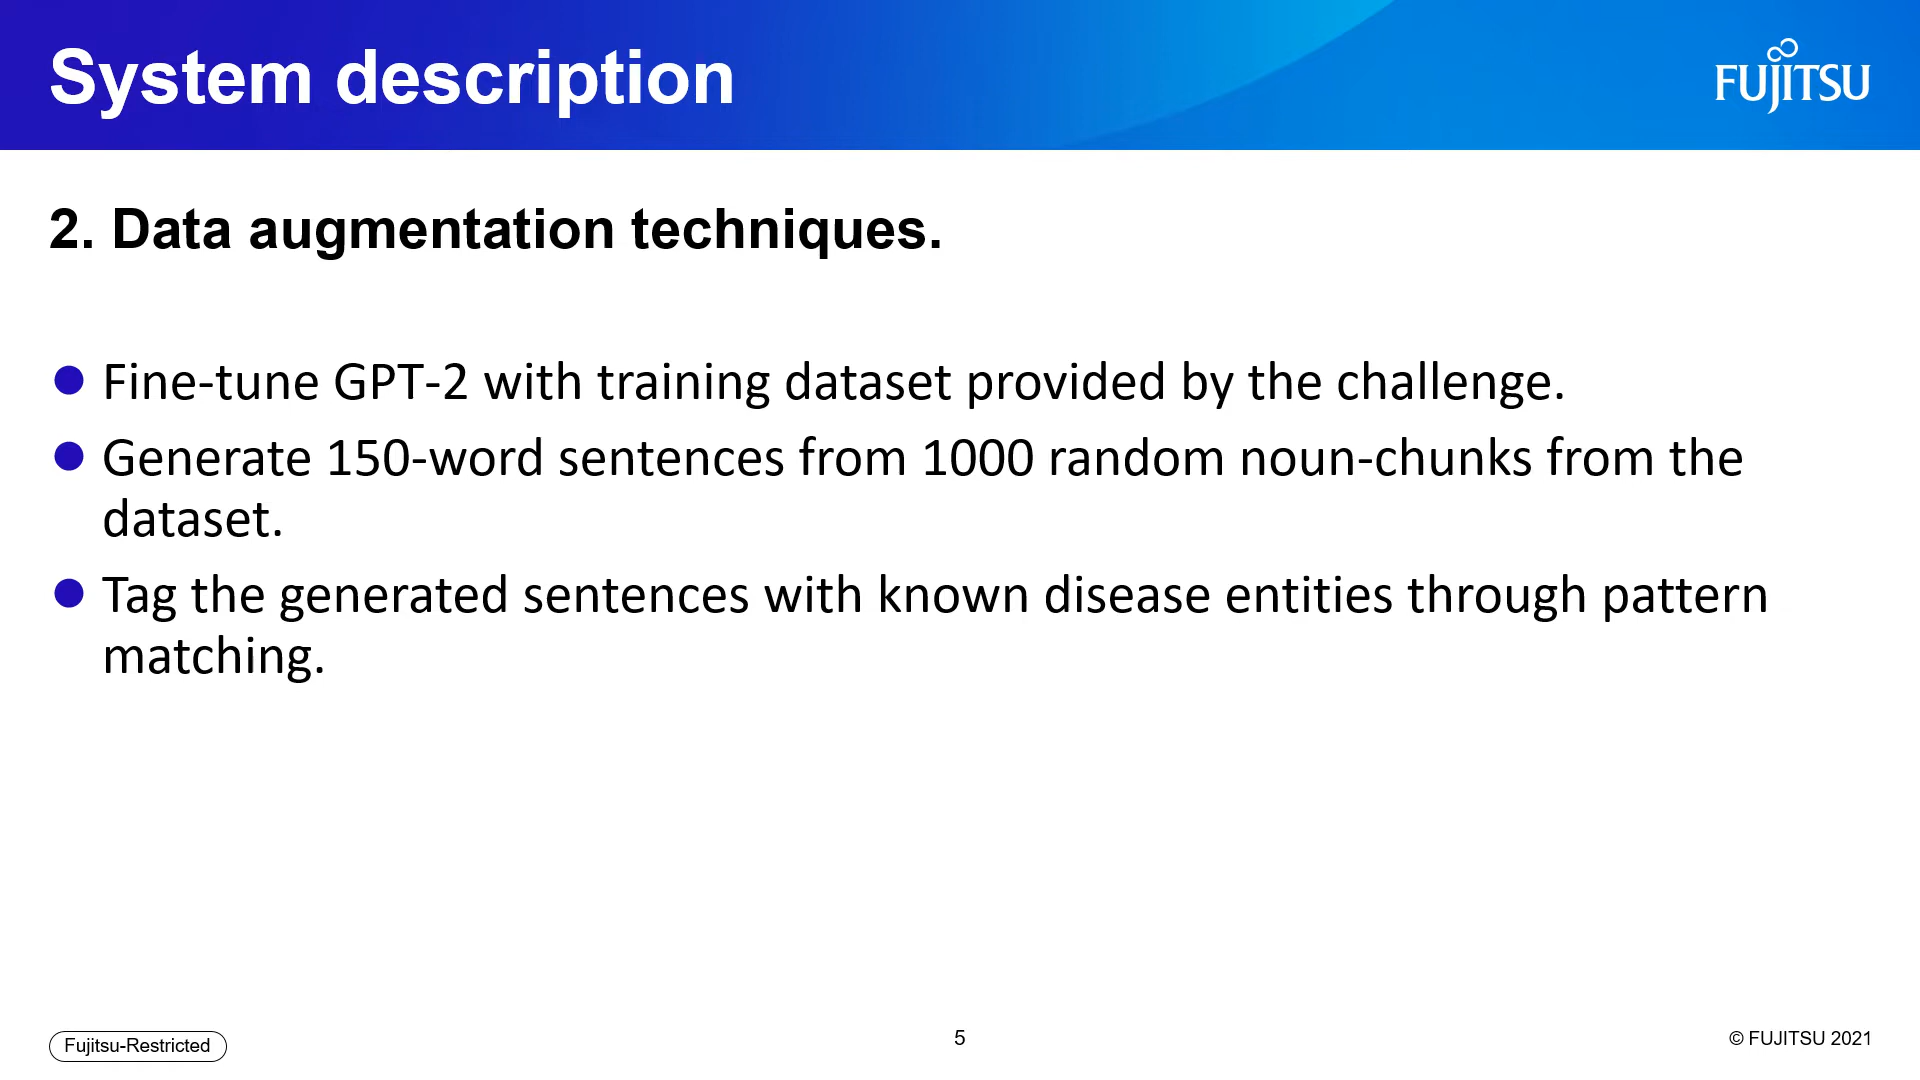 System description
FUJITSU
2. Data augmentation techniques.
● Fine-tune GPT-2 with training dataset provided by the challenge.
● Generate 150-word sentences from 1000 random noun-chunks from the
dataset.
● Tag the generated sentences with known disease entities through pattern
matching.
Fujitsu-Restricted
5
© FUJITSU 2021